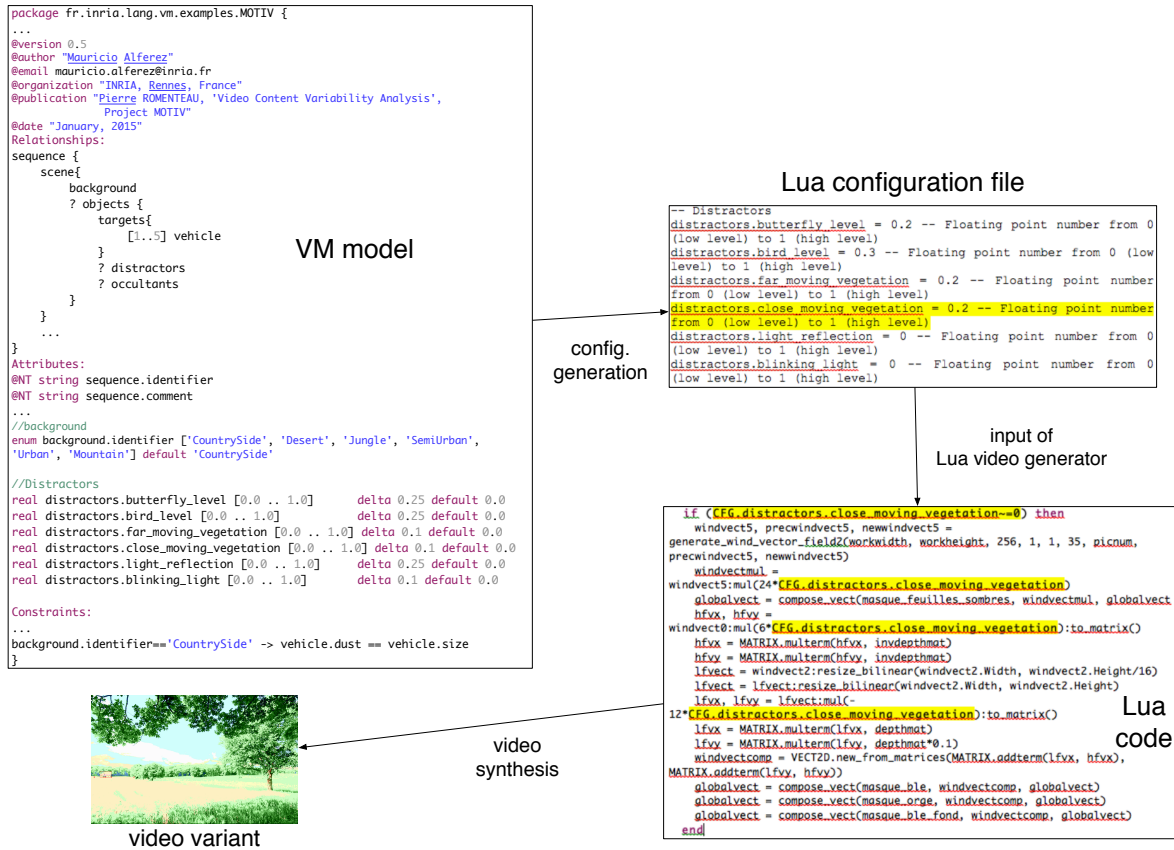 package fr.inria.lang.vm.examples.MOTIV {
...
@version 0.5
@author "Mauricio Alferez"
@email mauricio.alferez@inria.fr
@organization "INRIA, Rennes, France"
@publication "Pierre ROMENTEAU, 'Video Content Variability Analysis',
Project MOTIV"
@date "January, 2015"
Relationships:
sequence {
scene{
background
? objects {
targets{
[1..5] vehicle
}
? distractors
? occultants
}
}
...
}
Attributes:
@NT string sequence.identifier
@NT string sequence.comment
...
//background
enum background.identifier ['CountrySide', 'Desert', 'Jungle', 'SemiUrban',
'Urban', 'Mountain'] default 'CountrySide'
//Distractors
real distractors.butterfly_level [0.0 .. 1.0] delta 0.25 default 0.0
real distractors.bird_level [0.0 .. 1.0] delta 0.25 default 0.0
real distractors.far_moving_vegetation [0.0 .. 1.0] delta 0.1 default 0.0
real distractors.close_moving_vegetation [0.0 .. 1.0] delta 0.1 default 0.0
real distractors.light_reflection [0.0 .. 1.0] delta 0.25 default 0.0
real distractors.blinking_light [0.0 .. 1.0] delta 0.1 default 0.0
Constraints:
...
background.identifier=='CountrySide' -> vehicle.dust == vehicle.size
}
VM model
config.
generation
Lua configuration file
-- Distractors
distractors.butterfly_level = 0.2 -- Floating point number from 0
(low level) to 1 (high level)
distractors.bird_level = 0.3 -- Floating point number from 0 (low
level) to 1 (high level)
distractors.far_moving_vegetation = 0.2 -- Floating point number
from 0 (low level) to 1 (high level)
distractors.close_moving_vegetation = 0.2 -- Floating point number
from 0 (low level) to 1 (high level)
distractors.light_reflection = 0 -- Floating point number from 0
(low level) to 1 (high level)
distractors.blinking_light = 0 -- Floating point number from 0
(low level) to 1 (high level)
input of
Lua video generator
if (CFG.distractors.close_moving_vegetation~=0) then
windvect5, precwindvect5, newwindvect5 =
generate_wind_vector_field2(workwidth, workheight, 256, 1, 1, 35, picnum,
precwindvect5, newwindvect5)
windvectmul =
windvect5:mul(24*CFG.distractors.close_moving_vegetation)
globalvect = compose_vect(masque_feuilles_sombres, windvectmul, globalvect
hfvx, hfvy =
windvect0:mul(6*CFG.distractors.close_moving_vegetation):to_matrix()
hfvx = MATRIX.multerm(hfvx, invdepthmat)
hfvy = MATRIX.multerm(hfvy, invdepthmat)
lfvect = windvect2:resize_bilinear(windvect2.Width, windvect2.Height/16)
lfvect = lfvect:resize_bilinear(windvect2.Width, windvect2.Height)
lfvx, lfvy = lfvect:mul(-
12*CFG.distractors.close_moving_vegetation):to_matrix()
lfvx = MATRIX.multerm(lfvx, depthmat)
lfvy = MATRIX.multerm(lfvy, depthmat*0.1)
windvectcomp = VECT2D.new_from_matrices(MATRIX.addterm(lfvx, hfvx),
MATRIX.addterm(lfvy, hfvy))
globalvect = compose_vect(masque_ble, windvectcomp, globalvect)
globalvect = compose_vect(masque_orge, windvectcomp, globalvect)
globalvect = compose_vect(masque_ble_fond, windvectcomp, globalvect)
end
Lua
code
video
synthesis
video variant